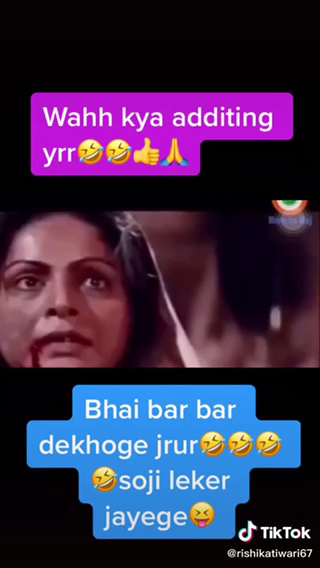 Wahh kya additing
yrr🤣🤣👍🙏
Bhai bar bar
dekhoge jrur🤣🤣🤣
🤣soji leker
jayege😝
TikTok
@rishikatiwari67